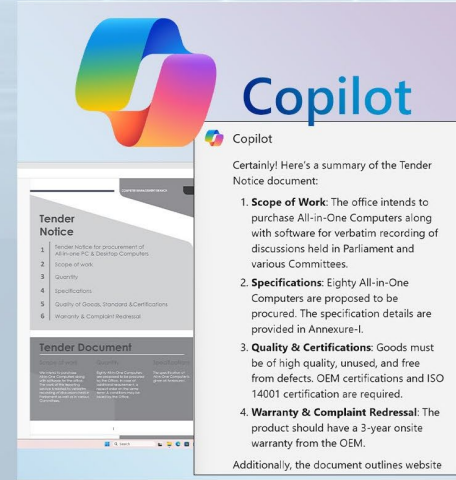 Copilot
Copilot
Certainly! Here's a summary of the Tender
Notice document:
1. Scope of Work: The office intends to
purchase All-in-One Computers along
with software for verbatim recording of
discussions held in Parliament and
various Committees.
2. Specifications: Eighty All-in-One
Computers are proposed to be
procured. The specification details are
provided in Annexure-I.
3. Quality & Certifications: Goods must
be of high quality, unused, and free
from defects. OEM certifications and ISO
14001 certification are required.
4. Warranty & Complaint Redressal: The
product should have a 3-year onsite
warranty from the OEM.
Additionally, the document outlines website
Tender
Notice
1 Tender Notice for procurement of
All-in-one PC & Desktop Computers
2 Scope of work
3 Quantity
4 Specifications
5 Quality of Goods, Standard &Certifications
6 Warranty & Complaint Redressal
Tender Document